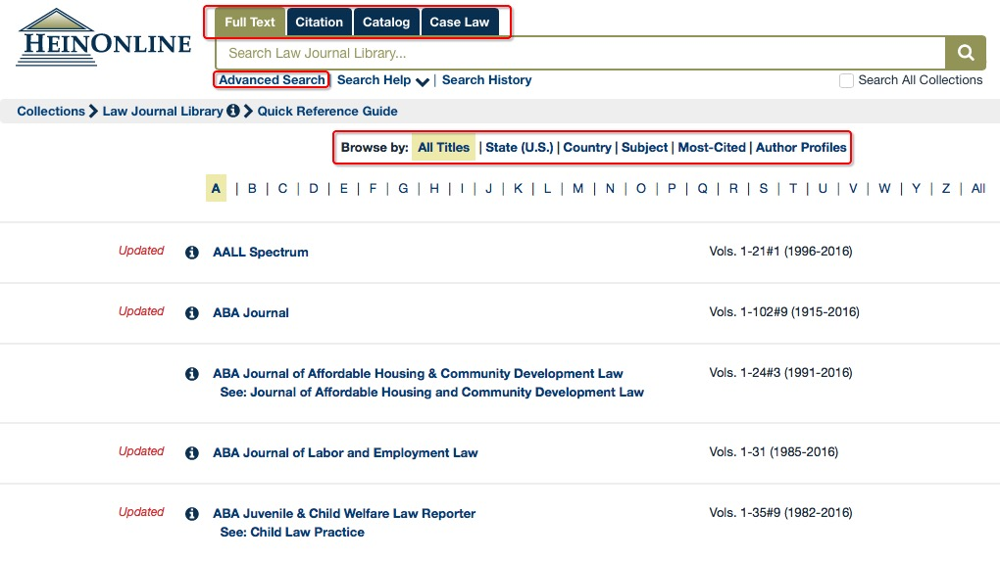 HEINONLINE
Full Text Citation Catalog Case Law
Search Law Journal Library...
Advanced Search | Search Help | Search History Search All Collections
Collections Law Journal Library Quick Reference Guide
Browse by: All Titles | State (U.S.) | Country | Subject | Most-Cited | Author Profiles
A | B | C | D | E | F | G | H | I | J | K | L | M | N | O | P | Q | R | S | T | U | V | W | Y | Z | All
Updated AALL Spectrum Vols. 1-21#1 (1996-2016)
Updated ABA Journal Vols. 1-102#9 (1915-2016)
ABA Journal of Affordable Housing & Community Development Law Vols. 1-24#3 (1991-2016)
See: Journal of Affordable Housing and Community Development Law
Updated ABA Journal of Labor and Employment Law Vols. 1-31 (1985-2016)
Updated ABA Juvenile & Child Welfare Law Reporter Vols. 1-35#9 (1982-2016)
See: Child Law Practice